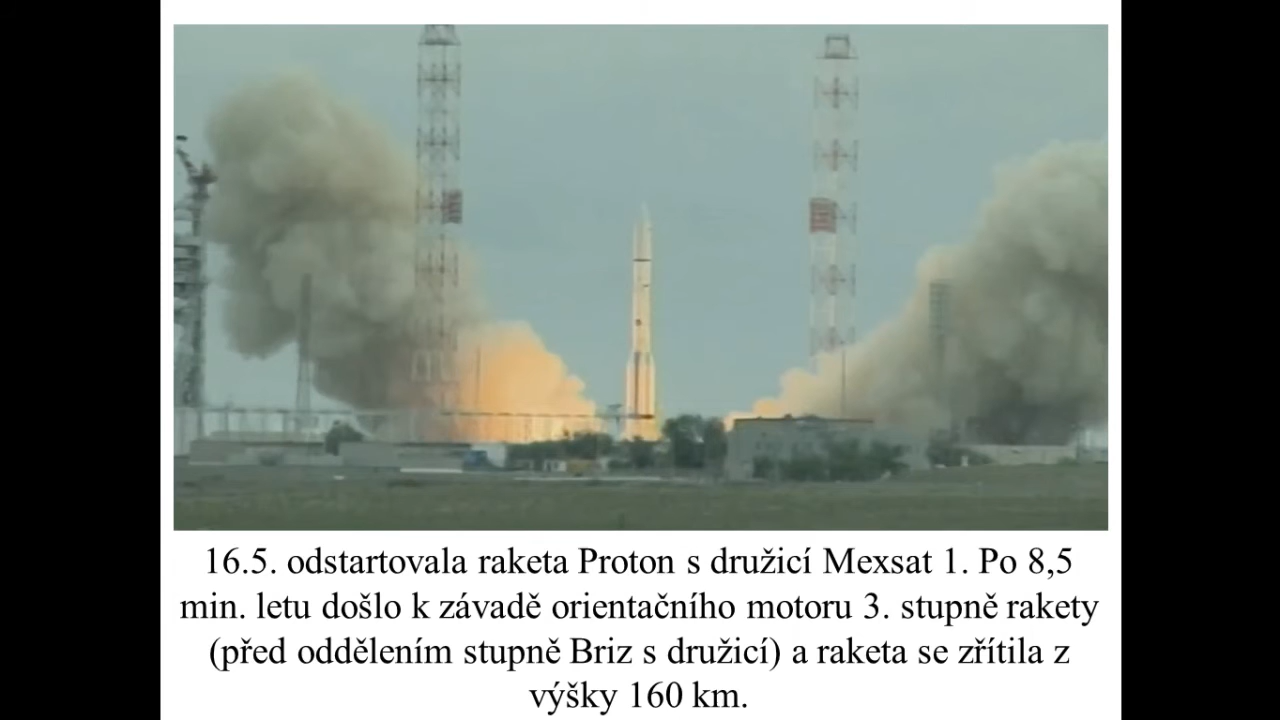 16.5. odstartovala raketa Proton s družicí Mexsat 1. Po 8,5
min. letu došlo k závadě orientačního motoru 3. stupně rakety
(před oddělením stupně Briz s družicí) a raketa se zřítila z
výšky 160 km.